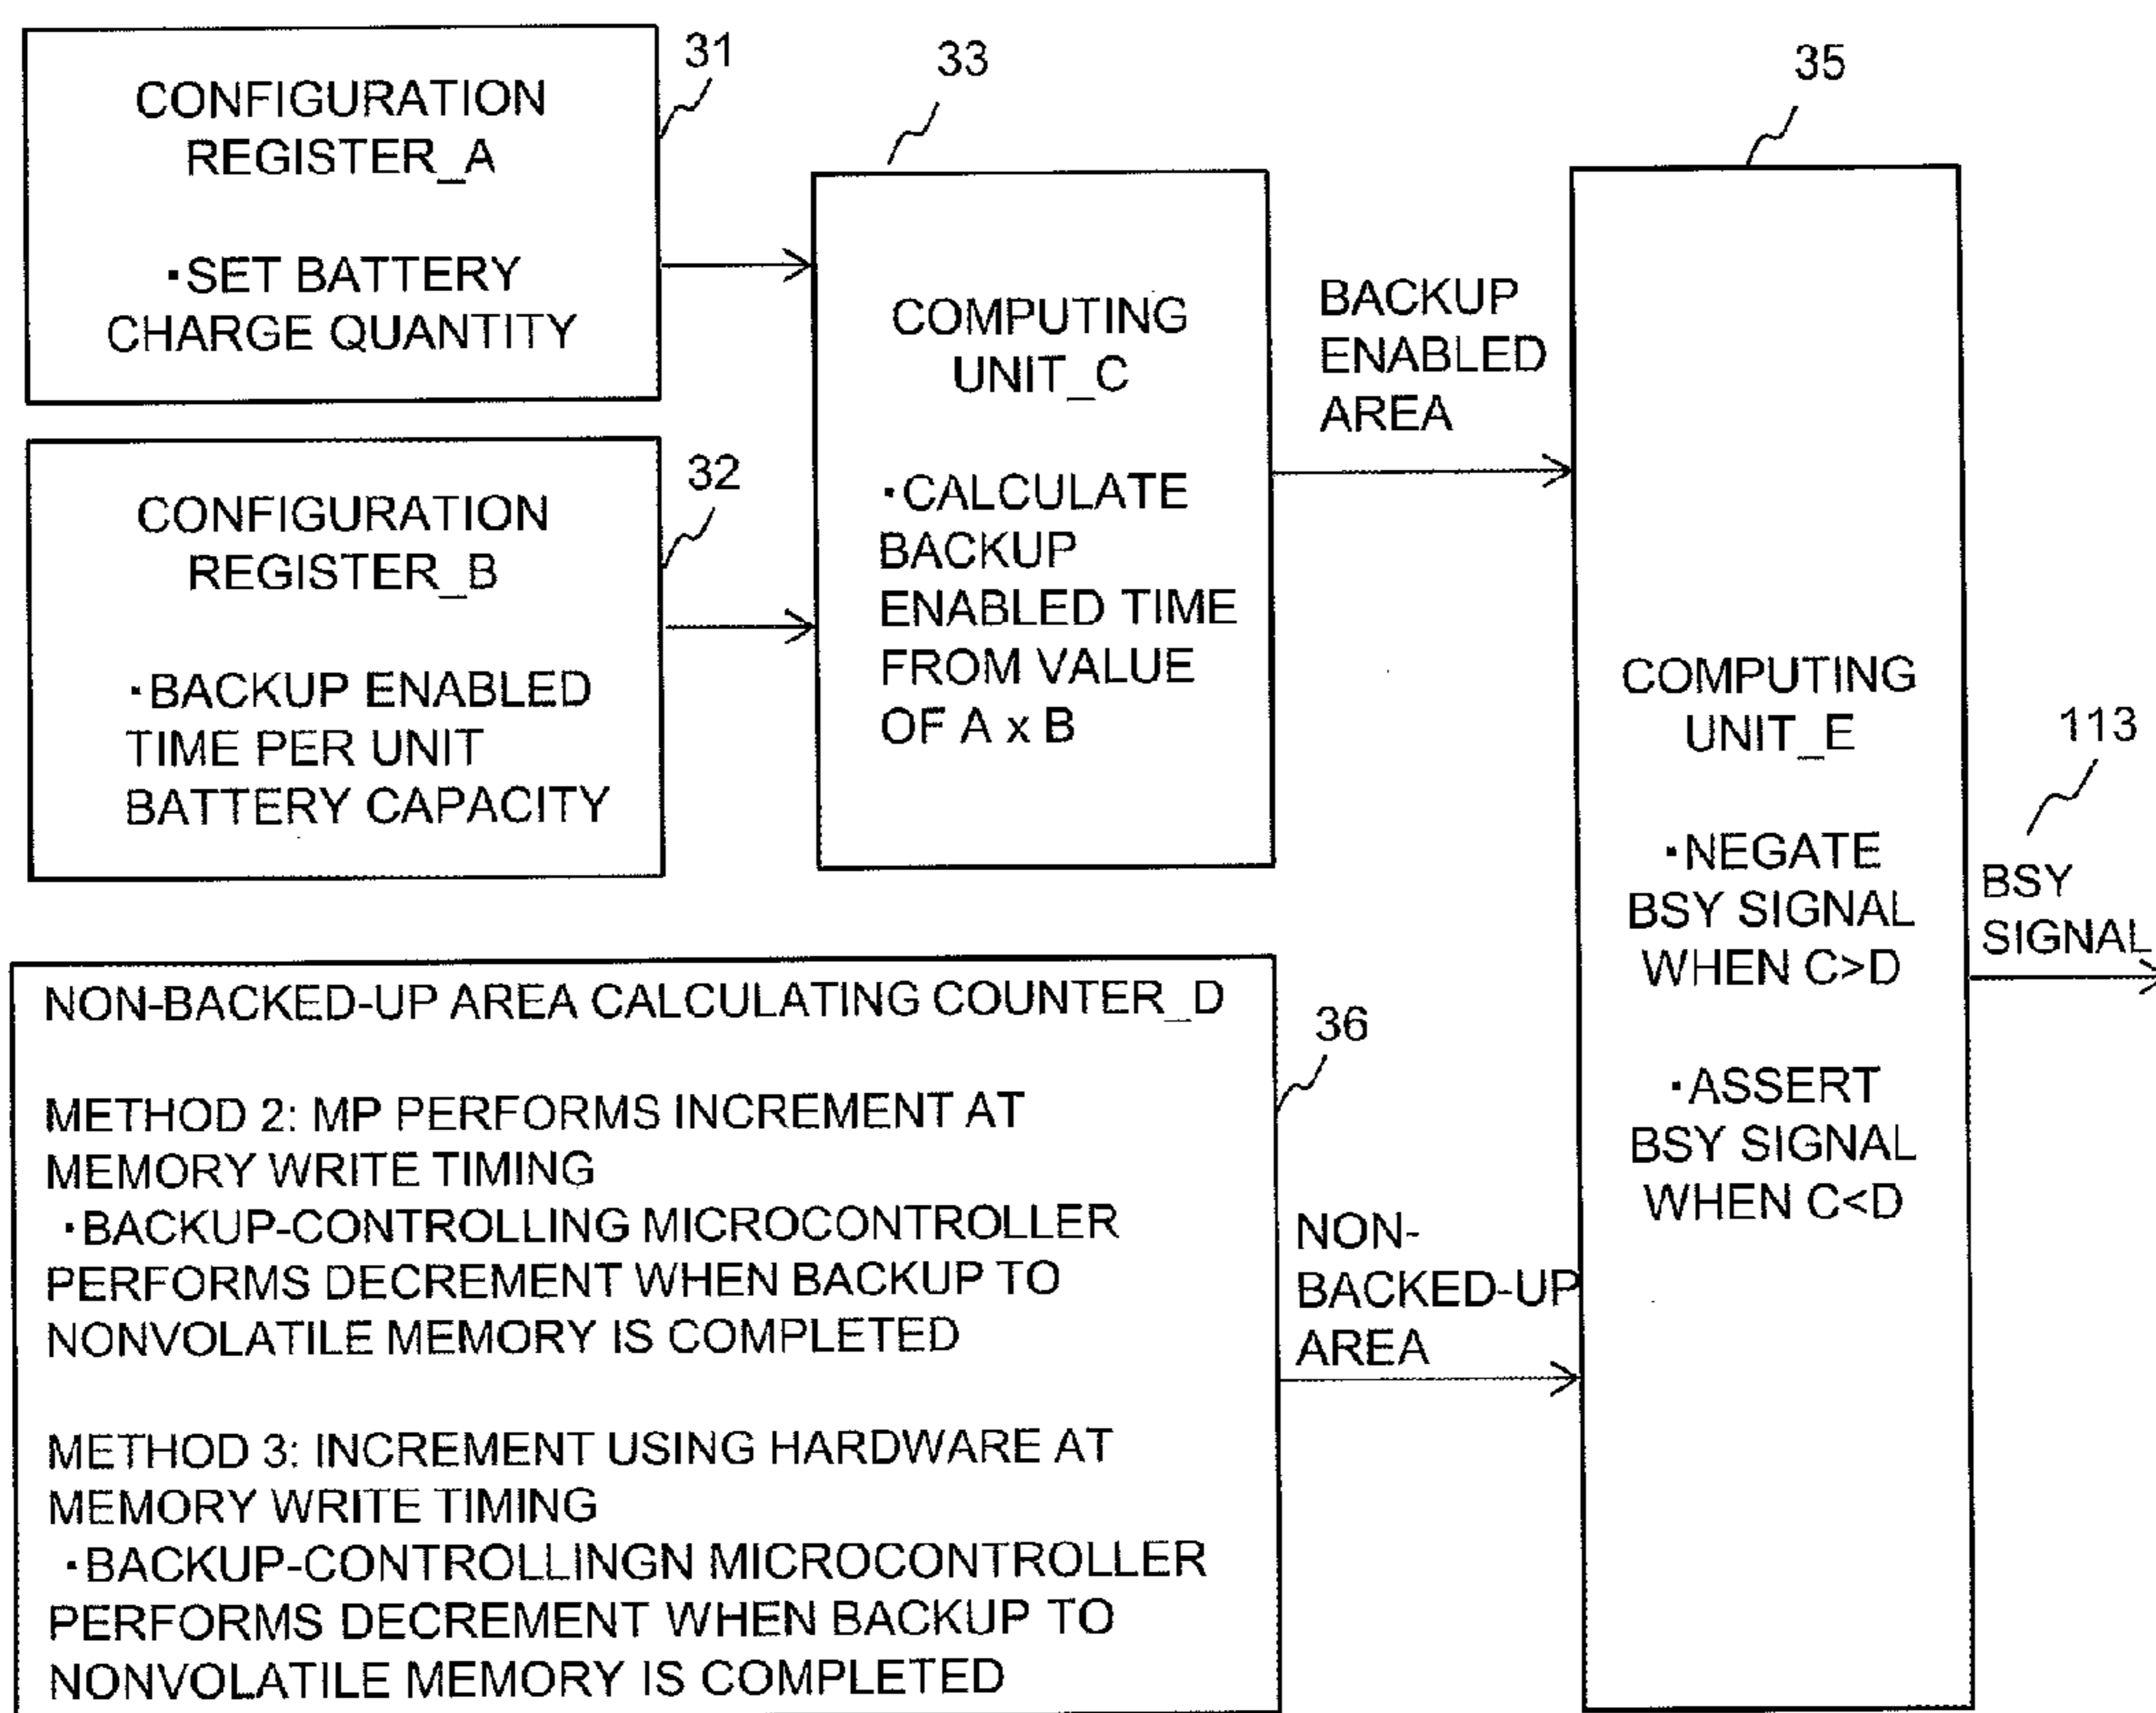 CONFIGURATION
REGISTER_A
・SET BATTERY
CHARGE QUANTITY
31
CONFIGURATION
REGISTER_B
・BACKUP ENABLED
TIME PER UNIT
BATTERY CAPACITY
32
33
COMPUTING
UNIT_C
・CALCULATE
BACKUP
ENABLED TIME
FROM VALUE
OF A x B
BACKUP
ENABLED
AREA
NON-BACKED-UP AREA CALCULATING COUNTER_D
METHOD 2: MP PERFORMS INCREMENT AT
MEMORY WRITE TIMING
・BACKUP-CONTROLLING MICROCONTROLLER
PERFORMS DECREMENT WHEN BACKUP TO
NONVOLATILE MEMORY IS COMPLETED
METHOD 3: INCREMENT USING HARDWARE AT
MEMORY WRITE TIMING
・BACKUP-CONTROLLINGN MICROCONTROLLER
PERFORMS DECREMENT WHEN BACKUP TO
NONVOLATILE MEMORY IS COMPLETED
36
NON-
BACKED-UP
AREA
35
COMPUTING
UNIT_E
・NEGATE
BSY SIGNAL
WHEN C>D
・ASSERT
BSY SIGNAL
WHEN C<D
113
BSY
SIGNAL